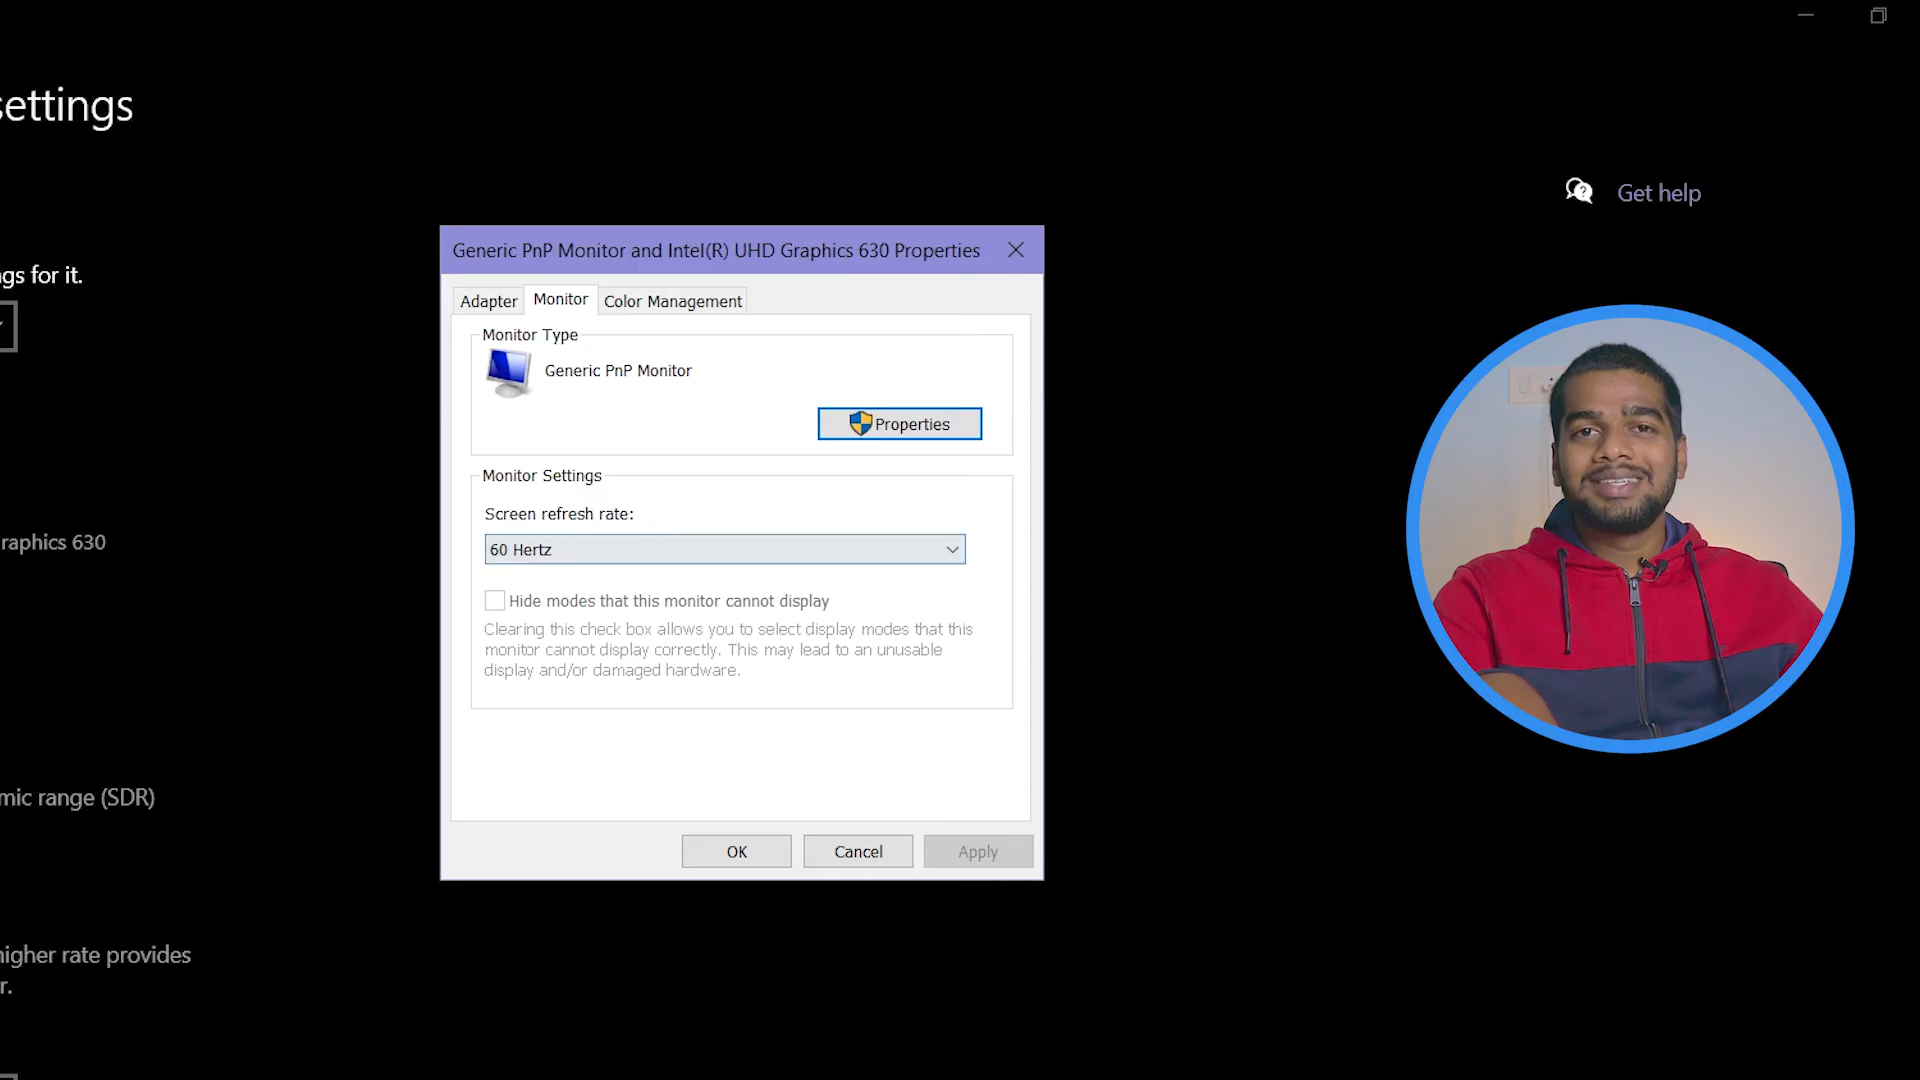 settings
Get help
Generic PnP Monitor and Intel(R) UHD Graphics 630 Properties
gs for it.
Adapter Monitor Color Management
Monitor Type
Generic PnP Monitor
Properties
Monitor Settings
Screen refresh rate:
raphics 630
60 Hertz
Hide modes that this monitor cannot display
Clearing this check box allows you to select display modes that this
monitor cannot display correctly. This may lead to an unusable
display and/or damaged hardware.
mic range (SDR)
OK Cancel Apply
higher rate provides
r.